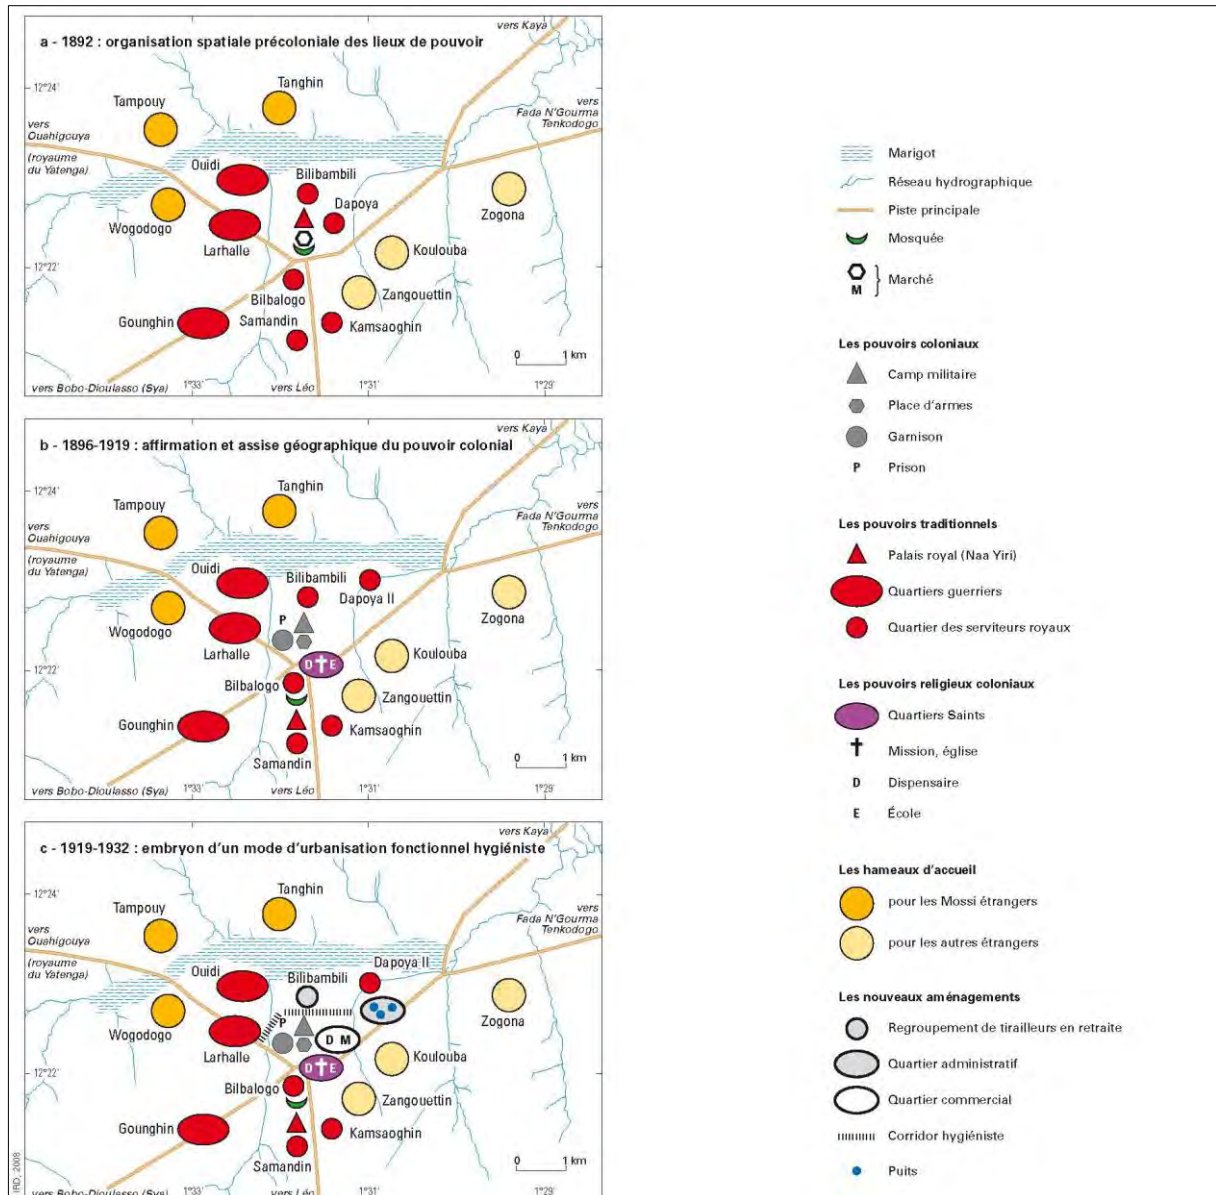 a - 1892 : organisation spatiale précoloniale des lieux de pouvoir
vers Kaya
12°24'
Tanghin
Tampouy
vers
Fada N'Gourma
Tenkodogo
vers
Ouahigouya
(royaume
du Yatenga)
Ouidi
Bilibambili
Dapoya
Zogona
Wogodogo
Larhalle
Koulouba
12°22'
Bilbalogo
Zangouettin
Gounghin
Samandin
Kamsaoghin
0 1 km
vers Bobo-Dioulasso (Sya)
1°33'
vers Léo
1°31'
1°29'
b - 1896-1919 : affirmation et assise géographique du pouvoir colonial
vers Kaya
12°24'
Tanghin
Tampouy
vers
Fada N'Gourma
Tenkodogo
vers
Ouahigouya
(royaume
du Yatenga)
Ouidi
Bilibambili
Dapoya II
Zogona
Wogodogo
P
Larhalle
Koulouba
D E
12°22'
Bilbalogo
Zangouettin
Gounghin
Kamsaoghin
Samandin
0 1 km
vers Bobo-Dioulasso (Sya)
1°33'
vers Léo
1°31'
1°29'
c - 1919-1932 : embryon d'un mode d'urbanisation fonctionnel hygiéniste
vers Kaya
12°24'
Tanghin
Tampouy
vers
Fada N'Gourma
Tenkodogo
vers
Ouahigouya
(royaume
du Yatenga)
Ouidi
Bilibambili
Dapoya II
Zogona
Wogodogo
P
Larhalle
D M
Koulouba
D E
12°22'
Bilbalogo
Zangouettin
Gounghin
Kamsaoghin
Samandin
0 1 km
IRD, 2008
vers Bobo-Dioulasso (Sya)
1°33'
vers Léo
1°31'
1°29'
Marigot
Réseau hydrographique
Piste principale
Mosquée
M Marché
Les pouvoirs coloniaux
Camp militaire
Place d'armes
Garnison
P Prison
Les pouvoirs traditionnels
Palais royal (Naa Yiri)
Quartiers guerriers
Quartier des serviteurs royaux
Les pouvoirs religieux coloniaux
Quartiers Saints
Mission, église
D Dispensaire
E École
Les hameaux d'accueil
pour les Mossi étrangers
pour les autres étrangers
Les nouveaux aménagements
Regroupement de tirailleurs en retraite
Quartier administratif
Quartier commercial
Corridor hygiéniste
Puits